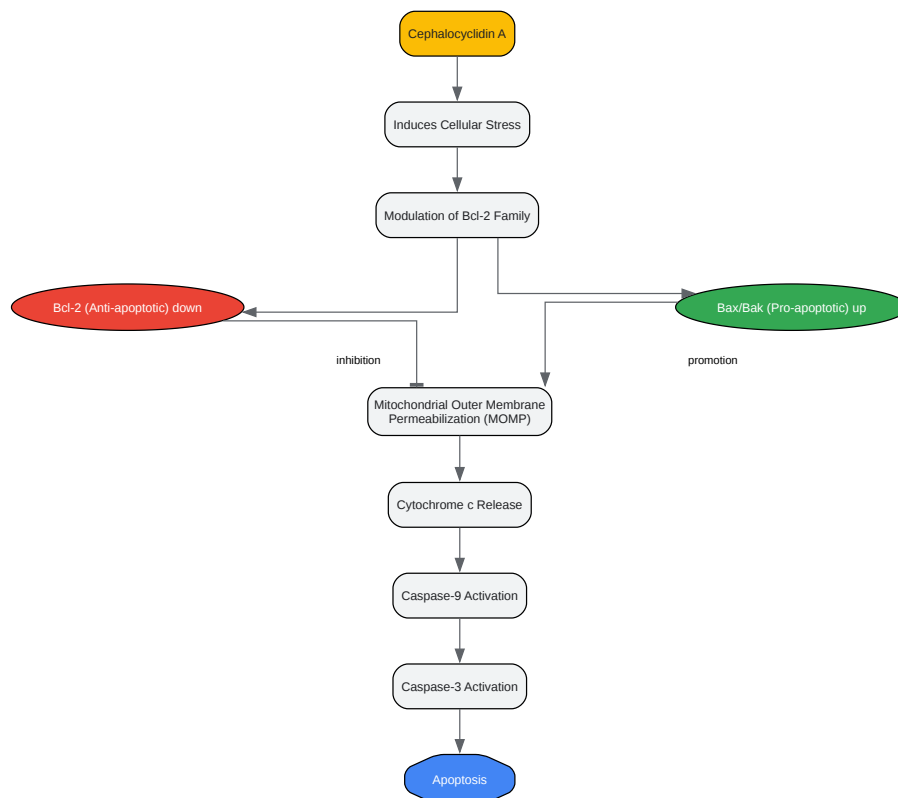 Cephalocyclidin A
Induces Cellular Stress
Modulation of Bcl-2 Family
Bcl-2 (Anti-apoptotic) down
Bax/Bak (Pro-apoptotic) up
inhibition
promotion
Mitochondrial Outer Membrane
Permeabilization (MOMP)
Cytochrome c Release
Caspase-9 Activation
Caspase-3 Activation
Apoptosis